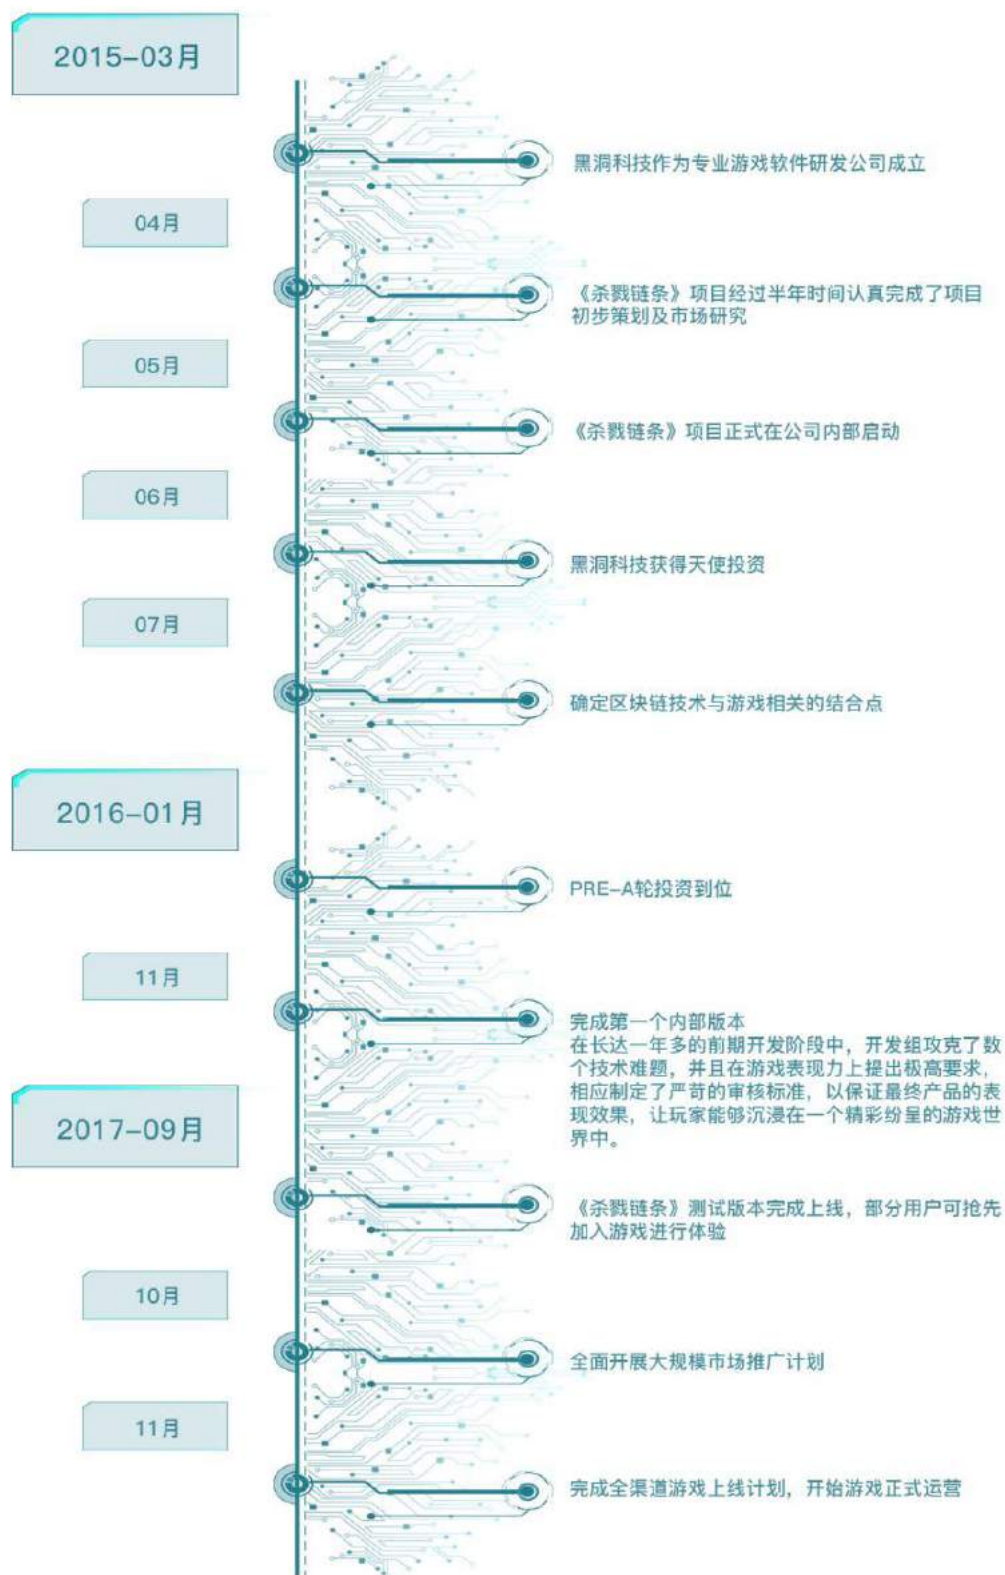 2015-03月
黑洞科技作为专业游戏软件研发公司成立
04月
《杀戮链条》项目经过半年时间认真完成了项目
初步策划及市场研究
05月
《杀戮链条》项目正式在公司内部启动
06月
黑洞科技获得天使投资
07月
确定区块链技术与游戏相关的结合点
2016-01月
PRE-A轮投资到位
11月
完成第一个内部版本
在长达一年多的前期开发阶段中，开发组攻克了数
个技术难题，并且在游戏表现力上提出极高要求，
相应制定了严苛的审核标准，以保证最终产品的表
现效果，让玩家能够沉浸在一个精彩纷呈的游戏世
界中。
2017-09月
《杀戮链条》测试版本完成上线，部分用户可抢先
加入游戏进行体验
10月
全面开展大规模市场推广计划
11月
完成全渠道游戏上线计划，开始游戏正式运营